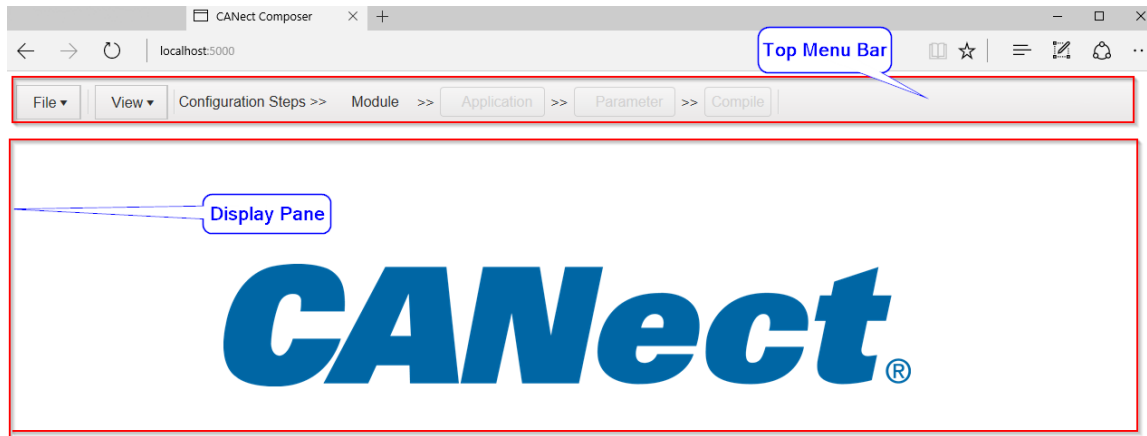 CANect Composer
localhost:5000
Top Menu Bar
File View Configuration Steps >> Module >> Application >> Parameter >> Compile
Display Pane
CANect®